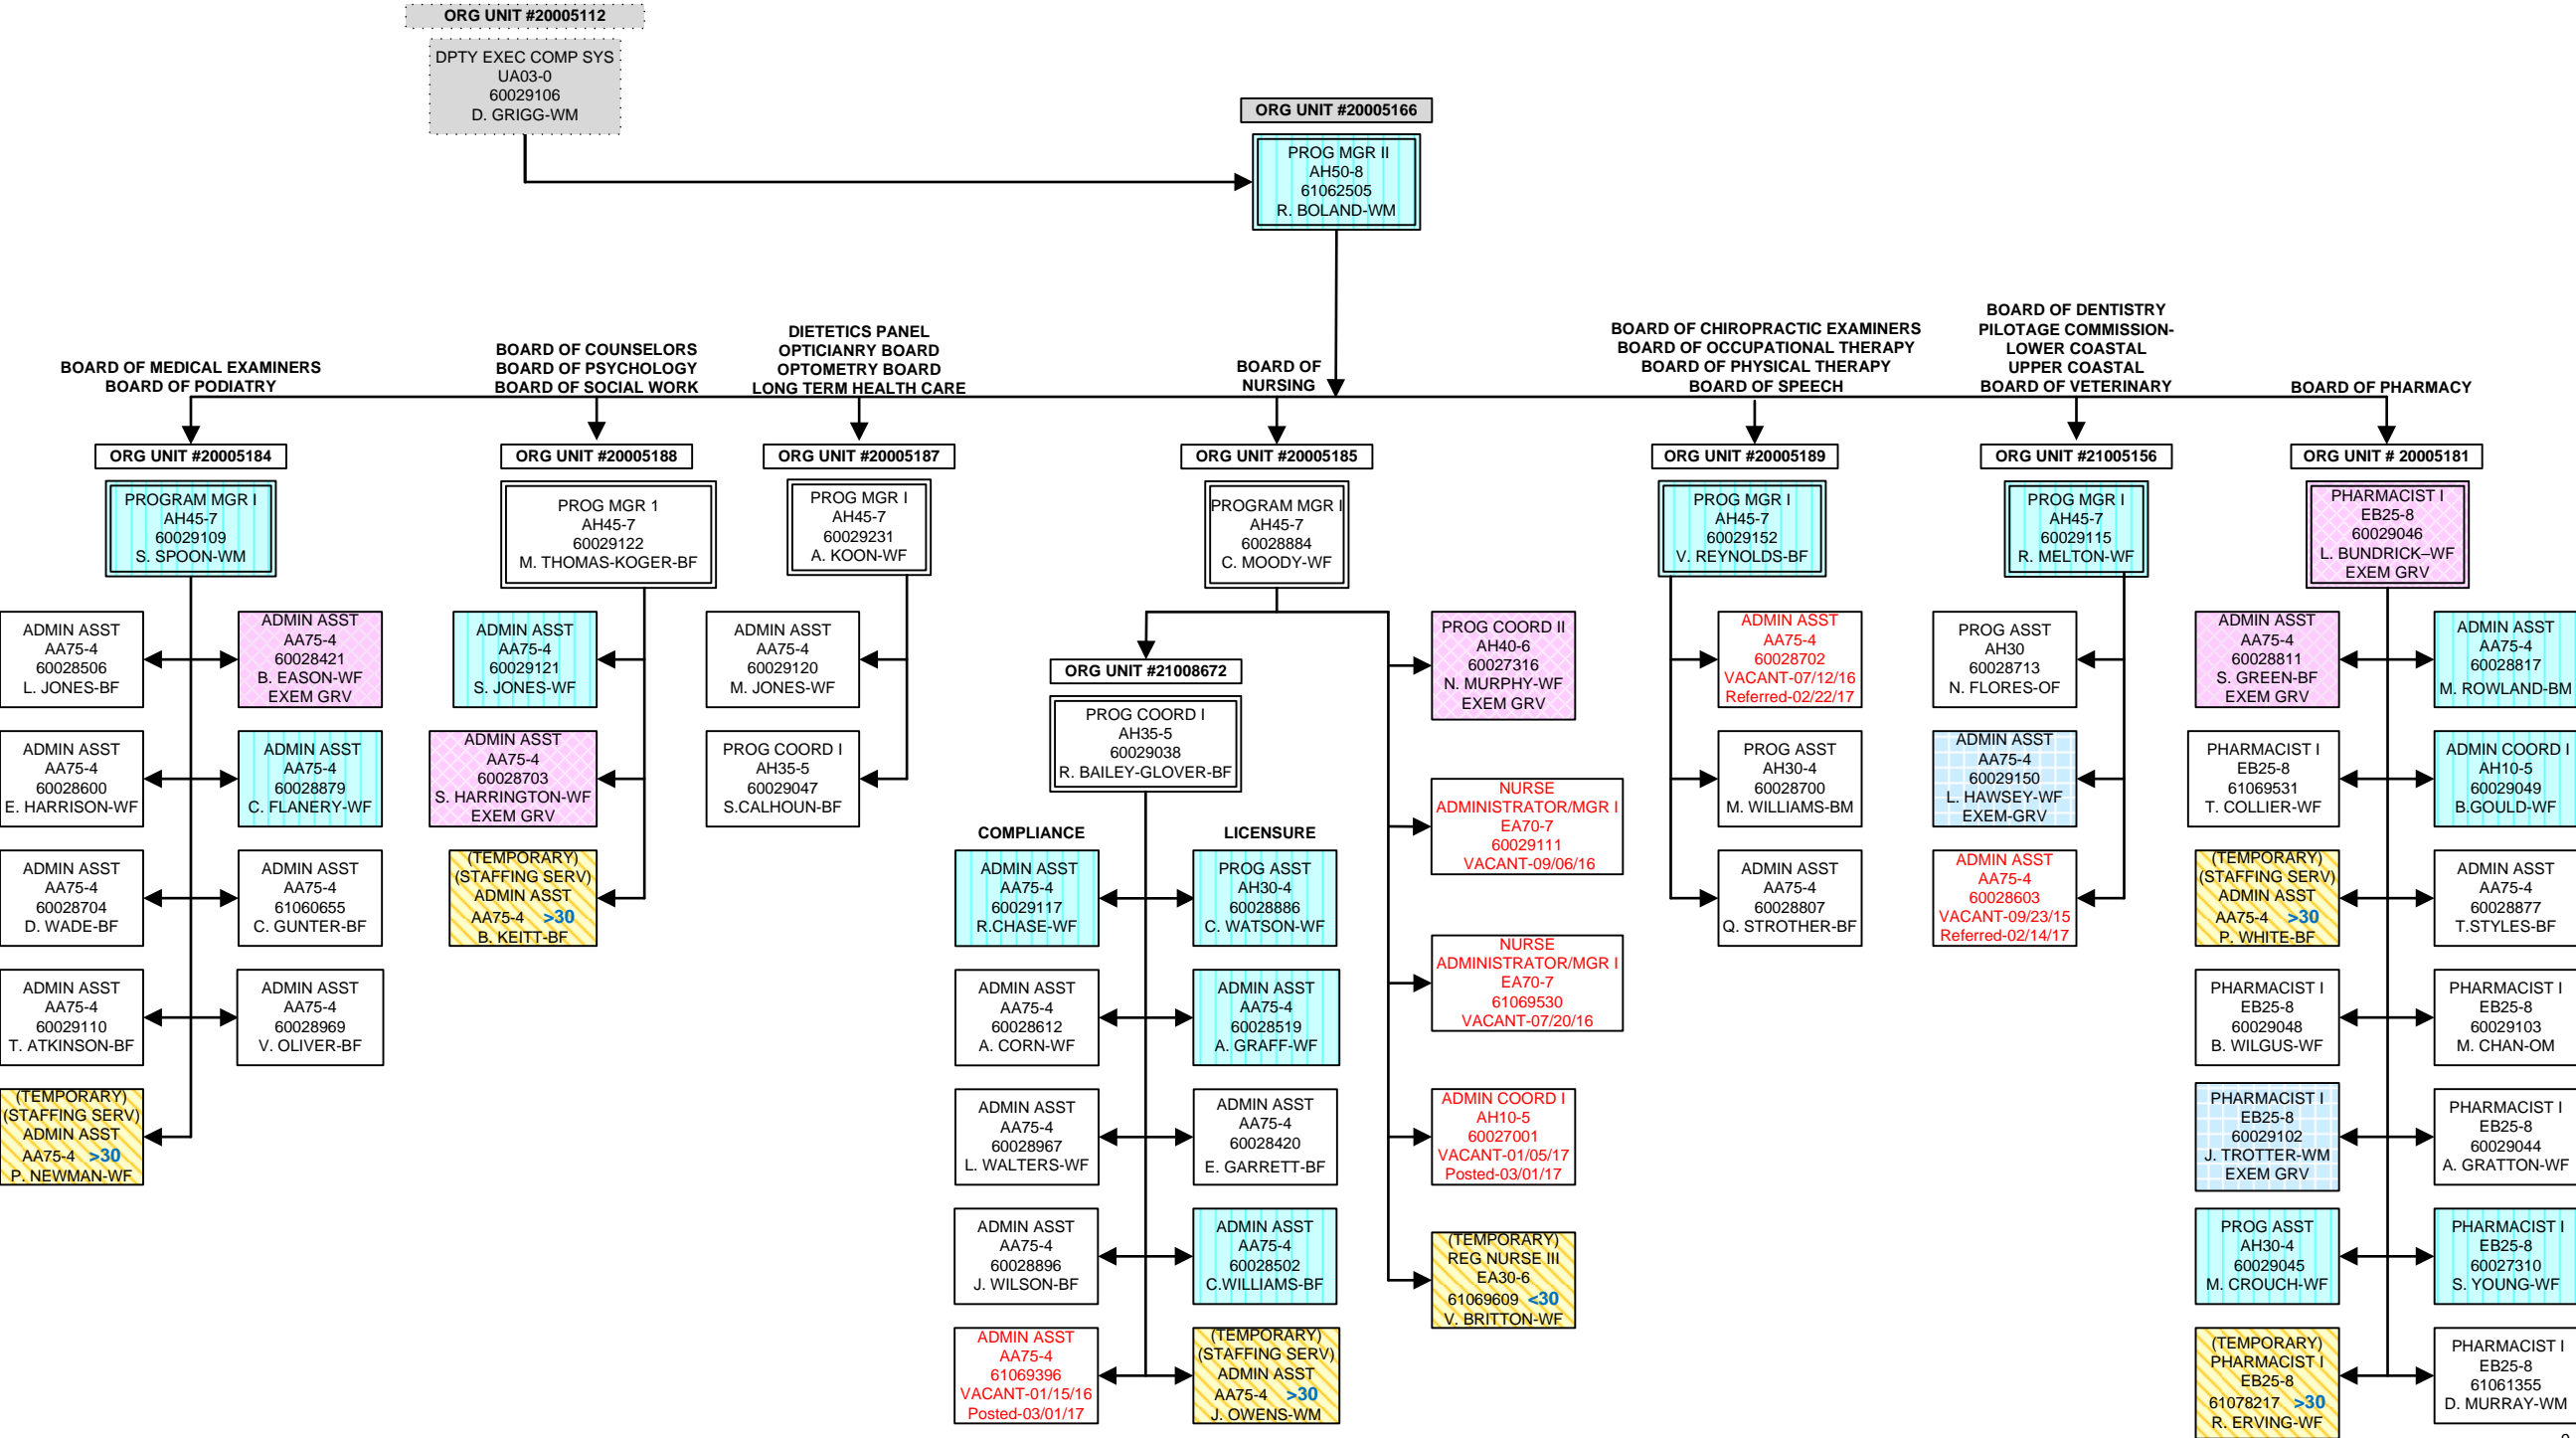 ORG UNIT #20005112
DPTY EXEC COMP SYS
UA03-0
60029106
D. GRIGG-WM
ORG UNIT #20005166
PROG MGR II
AH50-8
61062505
R. BOLAND-WM
BOARD OF MEDICAL EXAMINERS
BOARD OF PODIATRY
ORG UNIT #20005184
PROGRAM MGR I
AH45-7
60029109
S. SPOON-WM
ADMIN ASST
AA75-4
60028506
L. JONES-BF
ADMIN ASST
AA75-4
60028421
B. EASON-WF
EXEM GRV
ADMIN ASST
AA75-4
60028600
E. HARRISON-WF
ADMIN ASST
AA75-4
60028879
C. FLANERY-WF
ADMIN ASST
AA75-4
60028704
D. WADE-BF
ADMIN ASST
AA75-4
61060655
C. GUNTER-BF
ADMIN ASST
AA75-4
60029110
T. ATKINSON-BF
ADMIN ASST
AA75-4
60028969
V. OLIVER-BF
(TEMPORARY)
(STAFFING SERV)
ADMIN ASST
AA75-4 >30
P. NEWMAN-WF
BOARD OF COUNSELORS
BOARD OF PSYCHOLOGY
BOARD OF SOCIAL WORK
ORG UNIT #20005188
PROG MGR 1
AH45-7
60029122
M. THOMAS-KOGER-BF
ADMIN ASST
AA75-4
60029121
S. JONES-WF
ADMIN ASST
AA75-4
60028703
S. HARRINGTON-WF
EXEM GRV
(TEMPORARY)
(STAFFING SERV)
ADMIN ASST
AA75-4 >30
B. KEITT-BF
DIETETICS PANEL
OPTICIANRY BOARD
OPTOMETRY BOARD
LONG TERM HEALTH CARE
ORG UNIT #20005187
PROG MGR I
AH45-7
60029231
A. KOON-WF
ADMIN ASST
AA75-4
60029120
M. JONES-WF
PROG COORD I
AH35-5
60029047
S.CALHOUN-BF
BOARD OF
NURSING
ORG UNIT #20005185
PROGRAM MGR I
AH45-7
60028884
C. MOODY-WF
ORG UNIT #21008672
PROG COORD I
AH35-5
60029038
R. BAILEY-GLOVER-BF
COMPLIANCE
LICENSURE
ADMIN ASST
AA75-4
60029117
R.CHASE-WF
PROG ASST
AH30-4
60028886
C. WATSON-WF
ADMIN ASST
AA75-4
60028612
A. CORN-WF
ADMIN ASST
AA75-4
60028519
A. GRAFF-WF
ADMIN ASST
AA75-4
60028967
L. WALTERS-WF
ADMIN ASST
AA75-4
60028420
E. GARRETT-BF
ADMIN ASST
AA75-4
60028896
J. WILSON-BF
ADMIN ASST
AA75-4
60028502
C.WILLIAMS-BF
ADMIN ASST
AA75-4
61069396
VACANT-01/15/16
Posted-03/01/17
(TEMPORARY)
(STAFFING SERV)
ADMIN ASST
AA75-4 >30
J. OWENS-WM
PROG COORD II
AH40-6
60027316
N. MURPHY-WF
EXEM GRV
NURSE
ADMINISTRATOR/MGR I
EA70-7
60029111
VACANT-09/06/16
NURSE
ADMINISTRATOR/MGR I
EA70-7
61069530
VACANT-07/20/16
ADMIN COORD I
AH10-5
60027001
VACANT-01/05/17
Posted-03/01/17
(TEMPORARY)
REG NURSE III
EA30-6
61069609 <30
V. BRITTON-WF
BOARD OF CHIROPRACTIC EXAMINERS
BOARD OF OCCUPATIONAL THERAPY
BOARD OF PHYSICAL THERAPY
BOARD OF SPEECH
ORG UNIT #20005189
PROG MGR I
AH45-7
60029152
V. REYNOLDS-BF
ADMIN ASST
AA75-4
60028702
VACANT-07/12/16
Referred-02/22/17
PROG ASST
AH30-4
60028700
M. WILLIAMS-BM
ADMIN ASST
AA75-4
60028807
Q. STROTHER-BF
BOARD OF DENTISTRY
PILOTAGE COMMISSION-
LOWER COASTAL
UPPER COASTAL
BOARD OF VETERINARY
ORG UNIT #21005156
PROG MGR I
AH45-7
60029115
R. MELTON-WF
PROG ASST
AH30
60028713
N. FLORES-OF
ADMIN ASST
AA75-4
60029150
L. HAWSEY-WF
EXEM-GRV
ADMIN ASST
AA75-4
60028603
VACANT-09/23/15
Referred-02/14/17
BOARD OF PHARMACY
ORG UNIT # 20005181
PHARMACIST I
EB25-8
60029046
L. BUNDRICK–WF
EXEM GRV
ADMIN ASST
AA75-4
60028811
S. GREEN-BF
EXEM GRV
ADMIN ASST
AA75-4
60028817
M. ROWLAND-BM
PHARMACIST I
EB25-8
61069531
T. COLLIER-WF
ADMIN COORD I
AH10-5
60029049
B.GOULD-WF
(TEMPORARY)
(STAFFING SERV)
ADMIN ASST
AA75-4 >30
P. WHITE-BF
ADMIN ASST
AA75-4
60028877
T.STYLES-BF
PHARMACIST I
EB25-8
60029048
B. WILGUS-WF
PHARMACIST I
EB25-8
60029103
M. CHAN-OM
PHARMACIST I
EB25-8
60029102
J. TROTTER-WM
EXEM GRV
PHARMACIST I
EB25-8
60029044
A. GRATTON-WF
PROG ASST
AH30-4
60029045
M. CROUCH-WF
PHARMACIST I
EB25-8
60027310
S. YOUNG-WF
(TEMPORARY)
PHARMACIST I
EB25-8
61078217 >30
R. ERVING-WF
PHARMACIST I
EB25-8
61061355
D. MURRAY-WM